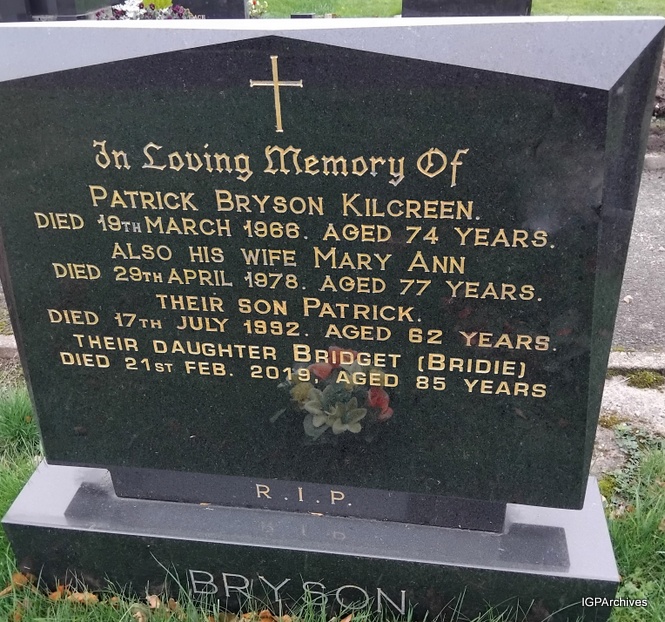 In Loving Memory Of
PATRICK BRYSON KILCREEN.
DIED 19TH MARCH 1966. AGED 74 YEARS.
ALSO HIS WIFE MARY ANN
DIED 29TH APRIL 1978. AGED 77 YEARS.
THEIR SON PATRICK.
DIED 17TH JULY 1992. AGED 62 YEARS.
THEIR DAUGHTER BRIDGET (BRIDIE)
DIED 21ST FEB. 2019, AGED 85 YEARS
R.I.P.
BRYSON
IGPArchives